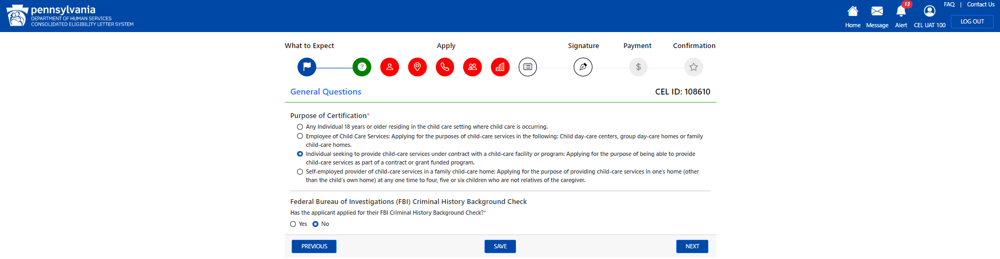 pennsylvania
DEPARTMENT OF HUMAN SERVICES
CONSOLIDATED ELIGIBILITY LETTER SYSTEM
Home
Message
13
Alert
CEL UAT 100
FAQ | Contact Us
LOG OUT
What to Expect
Apply
Signature
Payment
Confirmation
?
$
General Questions
CEL ID: 108610
Purpose of Certification*
Any Individual 18 years or older residing in the child care setting where child care is occurring.
Employee of Child Care Services: Applying for the purposes of child-care services in the following: Child day-care centers, group day-care homes or family
child-care homes.
Individual seeking to provide child-care services under contract with a child-care facility or program: Applying for the purpose of being able to provide
child-care services as part of a contract or grant funded program.
Self-employed provider of child-care services in a family child-care home: Applying for the purpose of providing child-care services in one's home (other
than the child's own home) at any one time to four, five or six children who are not relatives of the caregiver.
Federal Bureau of Investigations (FBI) Criminal History Background Check
Has the applicant applied for their FBI Criminal History Background Check?*
Yes No
PREVIOUS
SAVE
NEXT